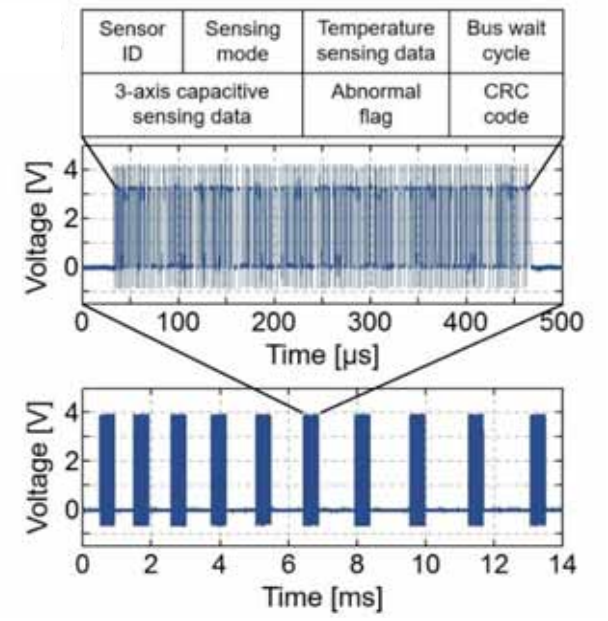 Sensor ID
Sensing mode
Temperature sensing data
Bus wait cycle
3-axis capacitive sensing data
Abnormal flag
CRC code
Voltage [V]
4
2
0
0 100 200 300 400 500
Time [µs]
Voltage [V]
4
2
0
0 2 4 6 8 10 12 14
Time [ms]